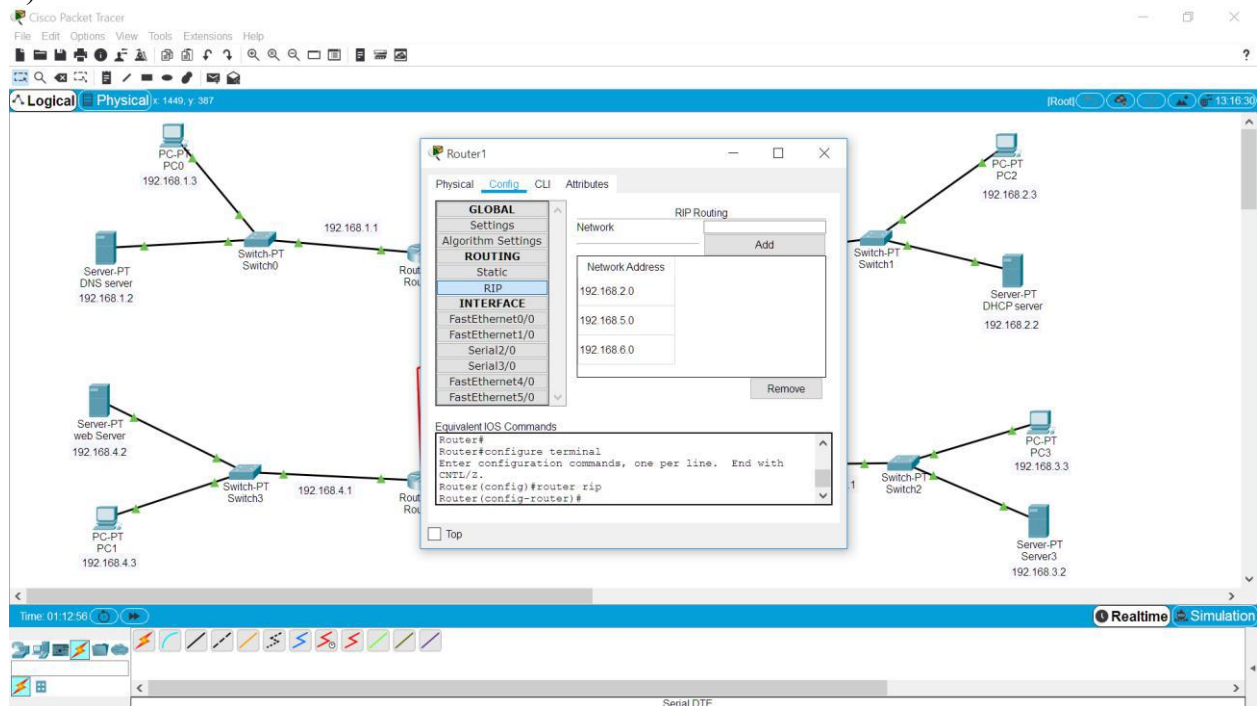 Cisco Packet Tracer
File Edit Options View Tools Extensions Help
?
Logical Physical x: 1449, y: 387
[Root] 13:16:30
PC-PT
PC0
192.168.1.3
Server-PT
DNS server
192.168.1.2
Switch-PT
Switch0
192.168.1.1
Rout
Rou
Server-PT
web Server
192.168.4.2
Switch-PT
Switch3
192.168.4.1
Rout
Rou
PC-PT
PC1
192.168.4.3
Router1
Physical Config CLI Attributes
GLOBAL
Settings
Algorithm Settings
ROUTING
Static
RIP
INTERFACE
FastEthernet0/0
FastEthernet1/0
Serial2/0
Serial3/0
FastEthernet4/0
FastEthernet5/0
RIP Routing
Network
Add
Network Address
192.168.2.0
192.168.5.0
192.168.6.0
Remove
Equivalent IOS Commands
Router#
Router#configure terminal
Enter configuration commands, one per line. End with
CNTL/Z.
Router(config)#router rip
Router(config-router)#
Top
PC-PT
PC2
192.168.2.3
Switch-PT
Switch1
Server-PT
DHCP server
192.168.2.2
PC-PT
PC3
192.168.3.3
1
Switch-PT
Switch2
Server-PT
Server3
192.168.3.2
Time: 01:12:56
Realtime Simulation
Serial DTE